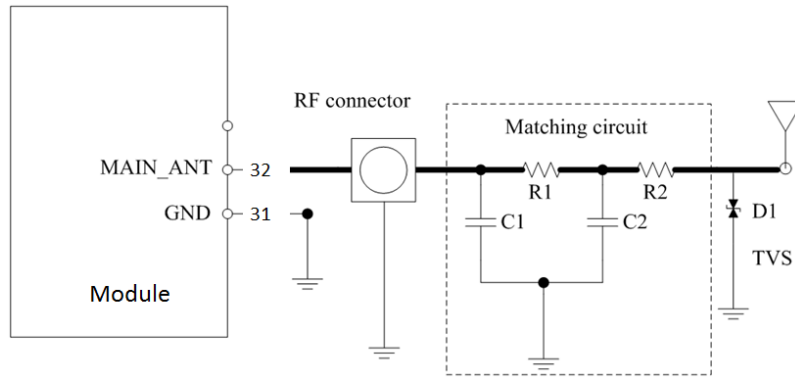 RF connector
Matching circuit
MAIN_ANT 32
R1
R2
GND 31
C1
C2
D1
TVS
Module